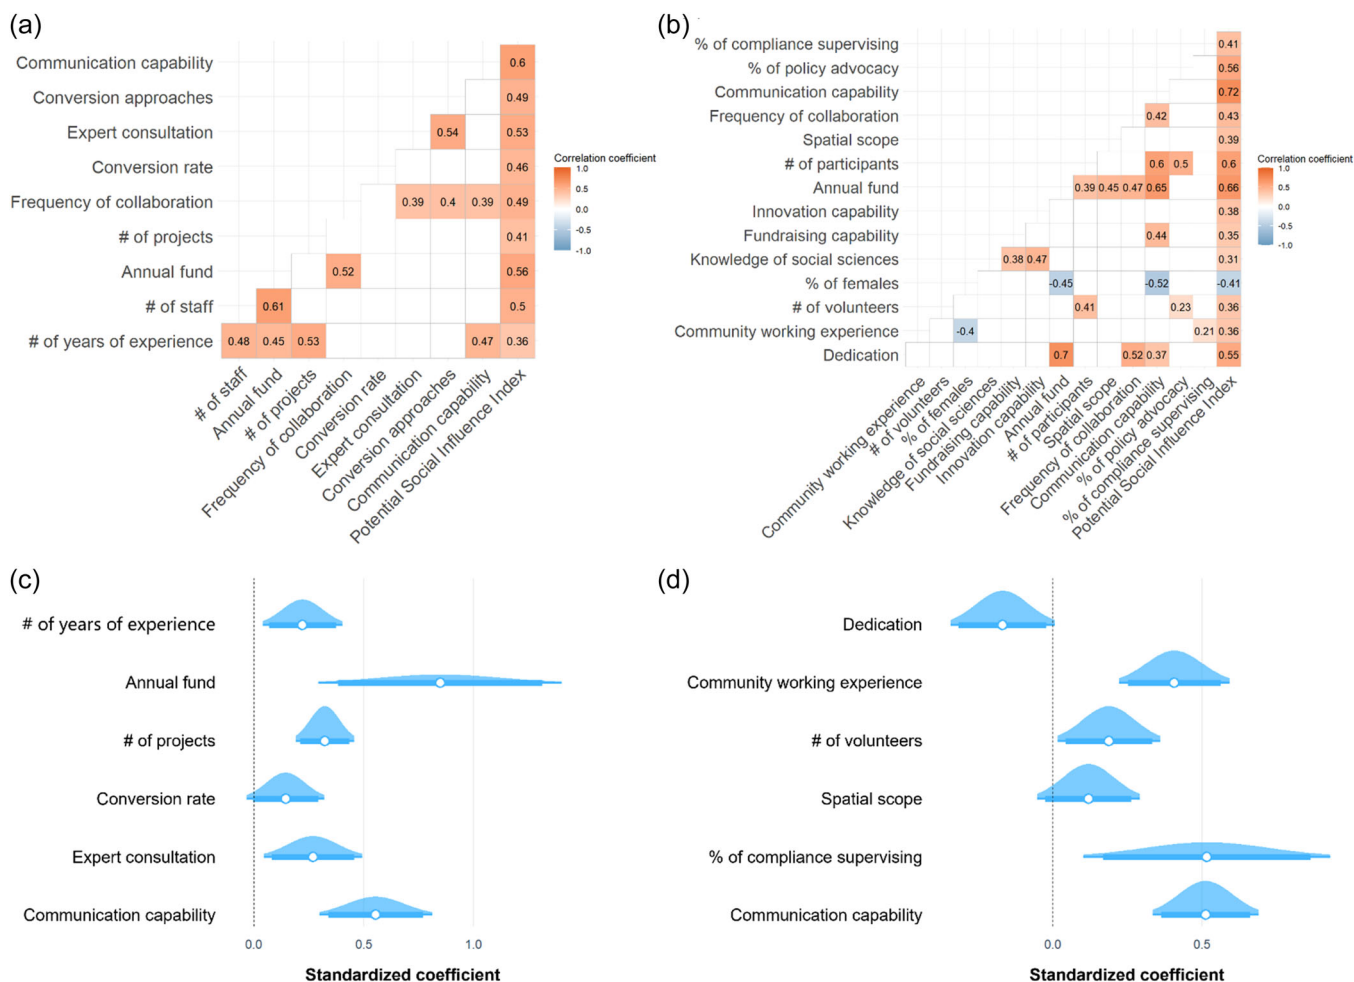 (a)
Communication capability
0.6
Conversion approaches
0.49
Expert consultation
0.54
0.53
Conversion rate
0.46
Frequency of collaboration
0.39
0.4
0.39
0.49
# of projects
0.41
Annual fund
0.52
0.56
# of staff
0.61
0.5
# of years of experience
0.48
0.45
0.53
0.47
0.36
# of staff
Annual fund
# of projects
Frequency of collaboration
Conversion rate
Expert consultation
Conversion approaches
Communication capability
Potential Social Influence Index
Correlation coefficient
1.0
0.5
0.0
-0.5
-1.0
(b)
% of compliance supervising
0.41
% of policy advocacy
0.56
Communication capability
0.72
Frequency of collaboration
0.42
0.43
Spatial scope
0.39
# of participants
0.6
0.5
0.6
Annual fund
0.39
0.45
0.47
0.65
0.66
Innovation capability
0.38
Fundraising capability
0.44
0.35
Knowledge of social sciences
0.38
0.47
0.31
% of females
-0.45
-0.52
-0.41
# of volunteers
0.41
0.23
0.36
Community working experience
-0.4
0.21
0.36
Dedication
0.7
0.52
0.37
0.55
Community working experience
# of volunteers
% of females
Knowledge of social sciences
Fundraising capability
Innovation capability
Annual fund
# of participants
Spatial scope
Frequency of collaboration
Communication capability
% of policy advocacy
% of compliance supervising
Potential Social Influence Index
Correlation coefficient
1.0
0.5
0.0
-0.5
-1.0
(c)
# of years of experience
Annual fund
# of projects
Conversion rate
Expert consultation
Communication capability
0.0
0.5
1.0
Standardized coefficient
(d)
Dedication
Community working experience
# of volunteers
Spatial scope
% of compliance supervising
Communication capability
0.0
0.5
Standardized coefficient